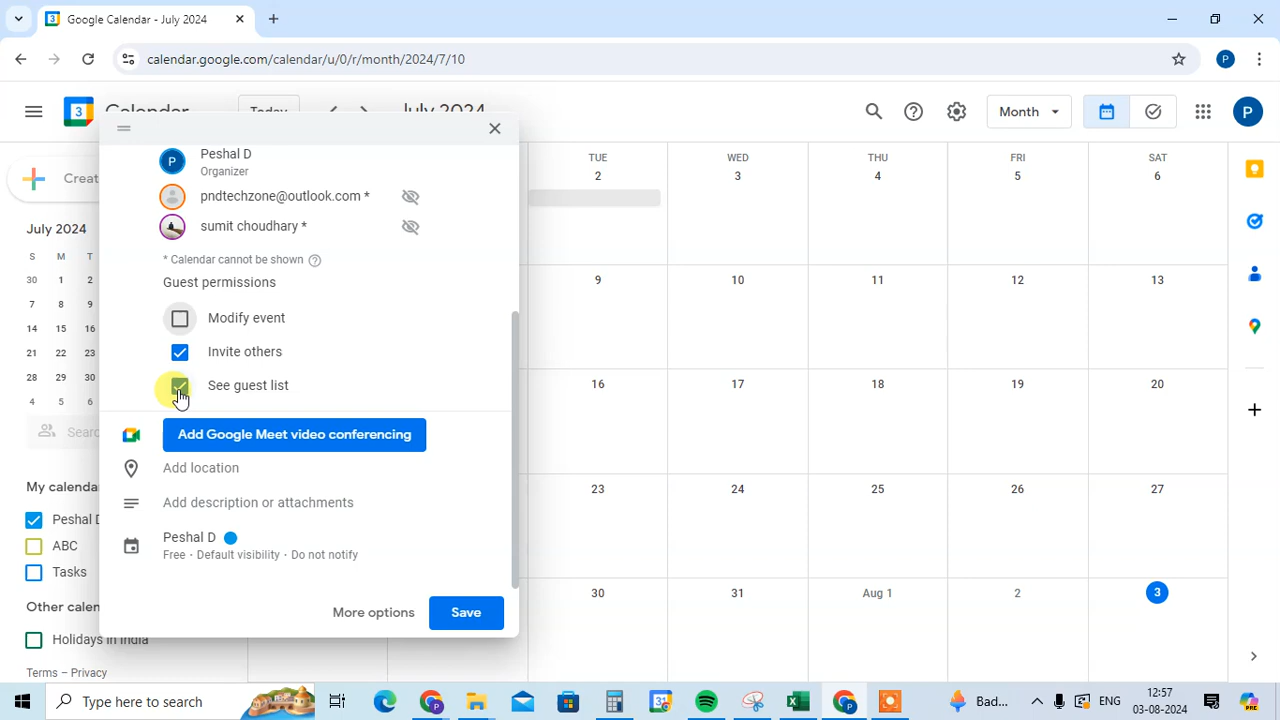 Google Calendar - July 2024
calendar.google.com/calendar/u/0/r/month/2024/7/10
P
3
Calendar
Today
July 2024
Month
P
Peshal D
Organizer
P
pndtechzone@outlook.com *
sumit choudhary *
* Calendar cannot be shown
Guest permissions
Modify event
Invite others
See guest list
Add Google Meet video conferencing
Add location
Add description or attachments
Peshal D
Free · Default visibility · Do not notify
More options
Save
Creat
July 2024
S M T
30 1 2
7 8 9
14 15 16
21 22 23
28 29 30
4 5 6
Searc
My calenda
Peshal D
ABC
Tasks
Other calen
Holidays in India
Terms – Privacy
TUE WED THU FRI SAT
2 3 4 5 6
9 10 11 12 13
16 17 18 19 20
23 24 25 26 27
30 31 Aug 1 2 3
Type here to search
Bad...
ENG
12:57
03-08-2024